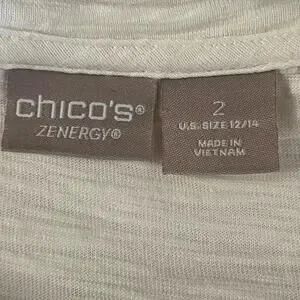 chico's®
ZENERGY®
2
U.S. SIZE 12/14
MADE IN
VIETNAM